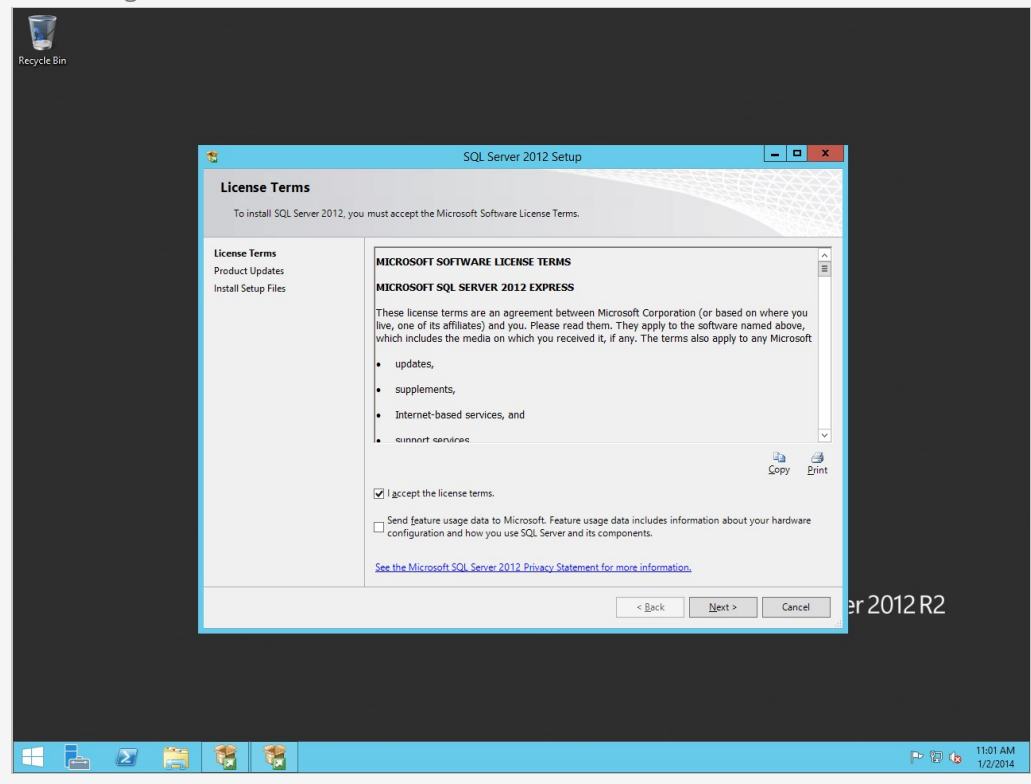 Recycle Bin
SQL Server 2012 Setup
License Terms
To install SQL Server 2012, you must accept the Microsoft Software License Terms.
License Terms
Product Updates
Install Setup Files
MICROSOFT SOFTWARE LICENSE TERMS
MICROSOFT SQL SERVER 2012 EXPRESS
These license terms are an agreement between Microsoft Corporation (or based on where you
live, one of its affiliates) and you. Please read them. They apply to the software named above,
which includes the media on which you received it, if any. The terms also apply to any Microsoft
• updates,
• supplements,
• Internet-based services, and
• support services
Copy Print
I accept the license terms.
Send feature usage data to Microsoft. Feature usage data includes information about your hardware
configuration and how you use SQL Server and its components.
See the Microsoft SQL Server 2012 Privacy Statement for more information.
< Back Next > Cancel
er 2012 R2
11:01 AM
1/2/2014